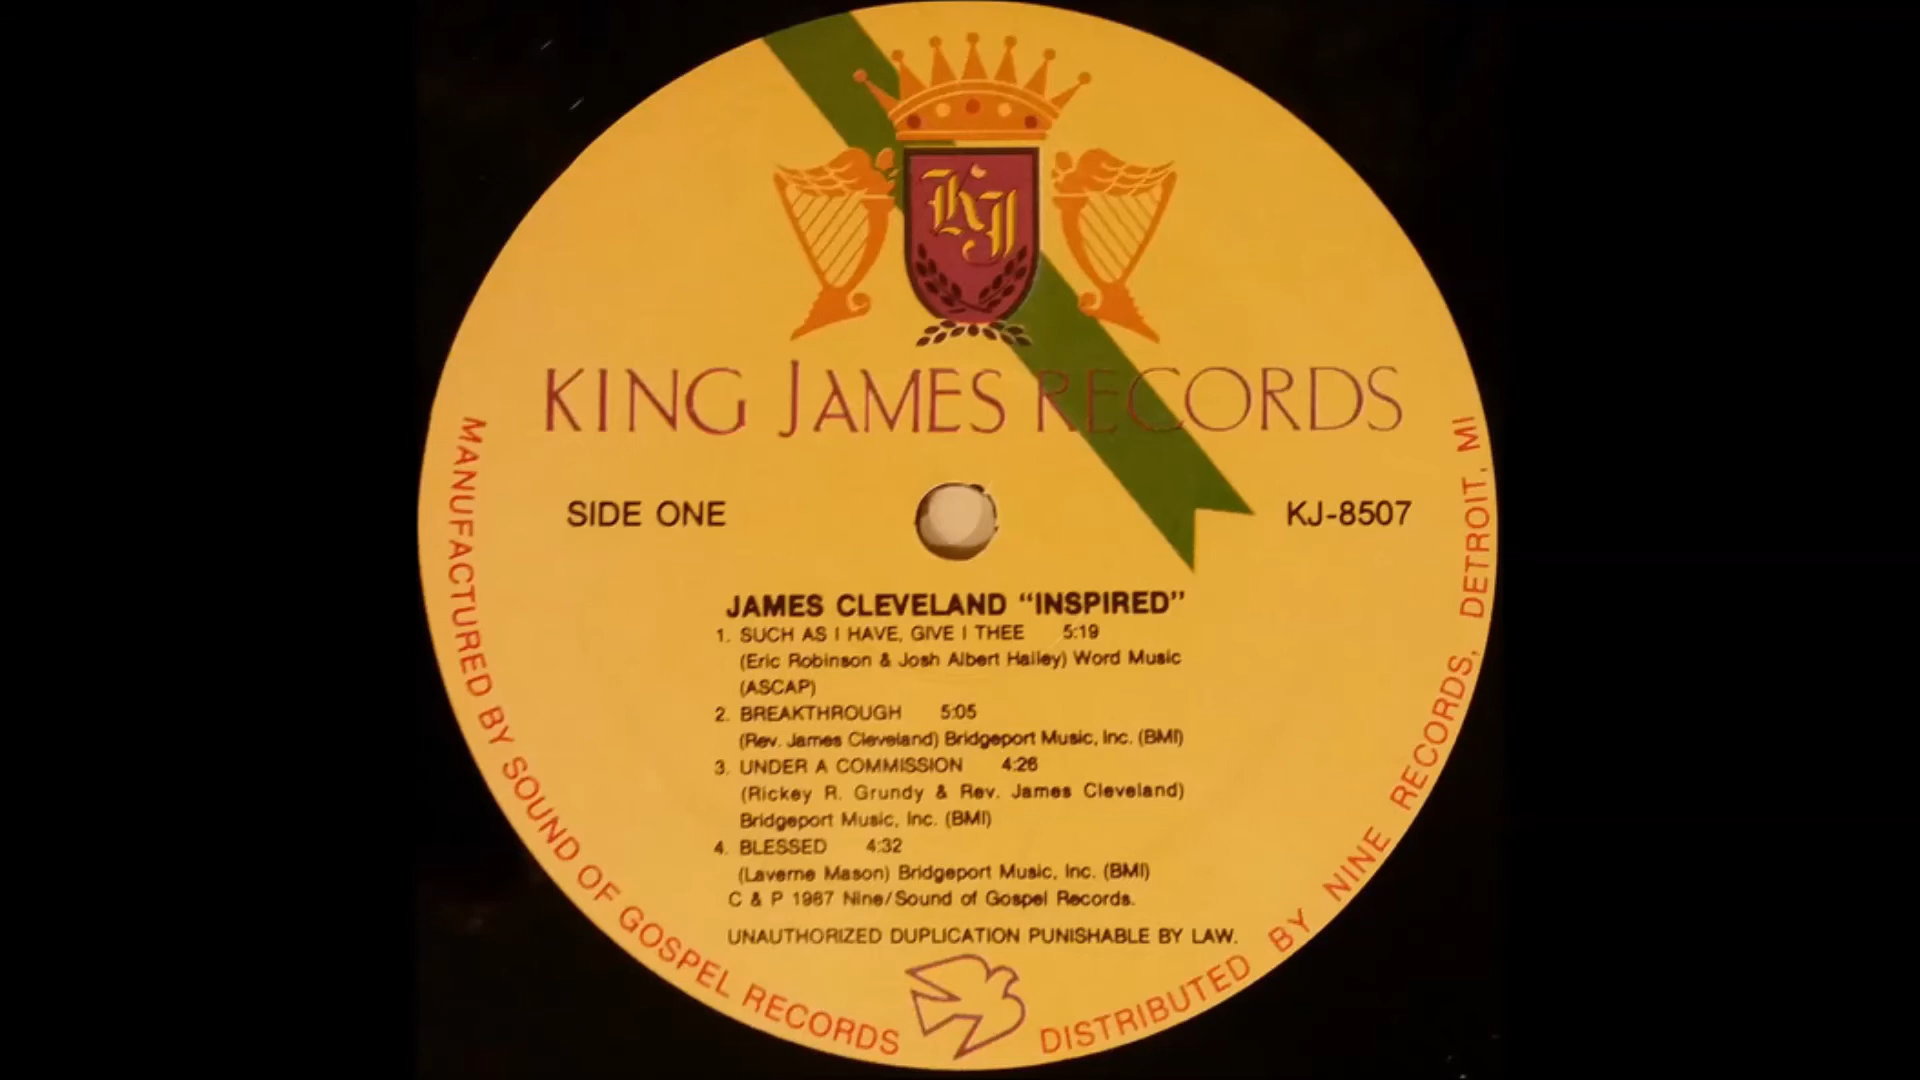 KJ
KING JAMES RECORDS
SIDE ONE
KJ-8507
JAMES CLEVELAND “INSPIRED”
1. SUCH AS I HAVE, GIVE I THEE 5:19
(Eric Robinson & Josh Albert Hailey) Word Music
(ASCAP)
2. BREAKTHROUGH 5:05
(Rev. James Cleveland) Bridgeport Music, Inc. (BMI)
3. UNDER A COMMISSION 4:26
(Rickey R. Grundy & Rev. James Cleveland)
Bridgeport Music, Inc. (BMI)
4. BLESSED 4:32
(Laverne Mason) Bridgeport Music, Inc. (BMI)
C & P 1987 Nine/Sound of Gospel Records.
UNAUTHORIZED DUPLICATION PUNISHABLE BY LAW.
MANUFACTURED BY SOUND OF GOSPEL RECORDS
DISTRIBUTED BY NINE RECORDS, DETROIT, MI